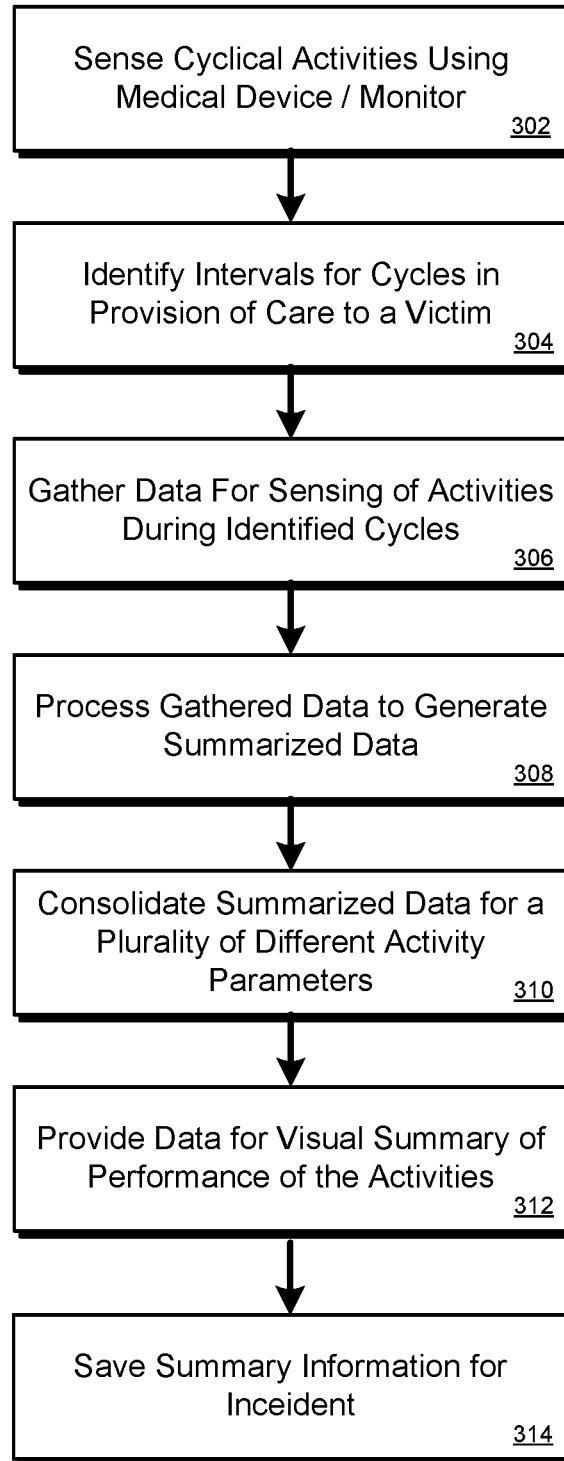 Sense Cyclical Activities Using
Medical Device / Monitor
302
Identify Intervals for Cycles in
Provision of Care to a Victim
304
Gather Data For Sensing of Activities
During Identified Cycles
306
Process Gathered Data to Generate
Summarized Data
308
Consolidate Summarized Data for a
Plurality of Different Activity
Parameters
310
Provide Data for Visual Summary of
Performance of the Activities
312
Save Summary Information for
Inceident
314